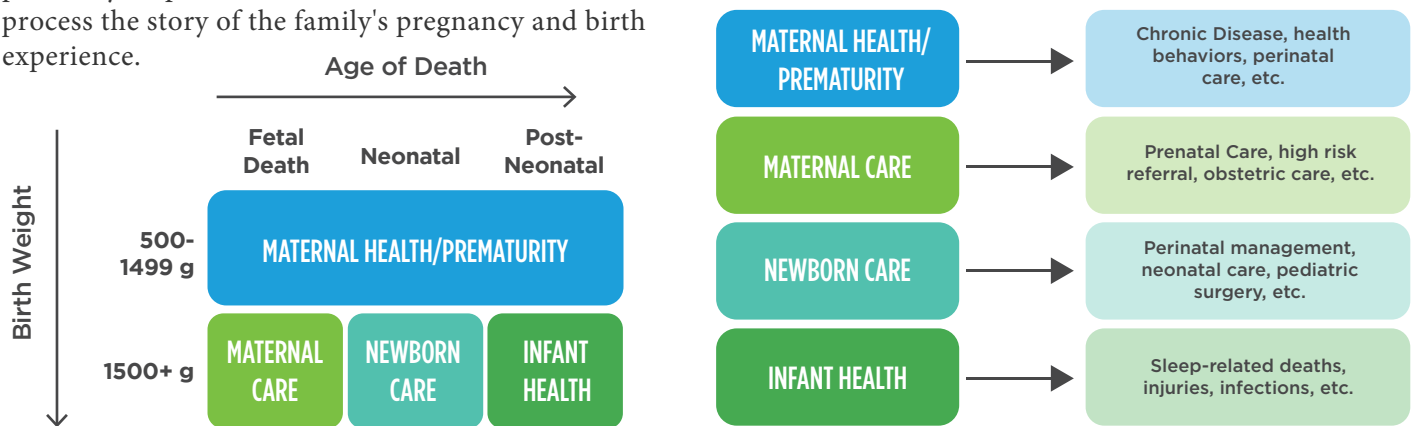 process the story of the family's pregnancy and birth
experience.
Age of Death
Fetal
Death
Neonatal
Post-
Neonatal
Birth Weight
500-
1499 g
MATERNAL HEALTH/PREMATURITY
1500+ g
MATERNAL
CARE
NEWBORN
CARE
INFANT
HEALTH
MATERNAL HEALTH/
PREMATURITY
Chronic Disease, health
behaviors, perinatal
care, etc.
MATERNAL CARE
Prenatal Care, high risk
referral, obstetric care, etc.
NEWBORN CARE
Perinatal management,
neonatal care, pediatric
surgery, etc.
INFANT HEALTH
Sleep-related deaths,
injuries, infections, etc.